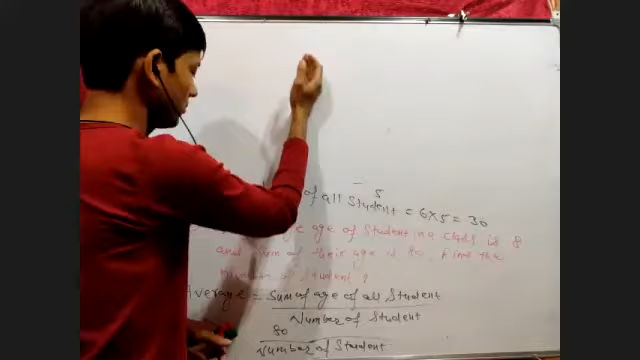 of all Student 5 = 6×5 = 30
age of Student in a class is 8
and sum of their age is 80. Find the
number of student ?
Average = Sum of age of all Student
Number of Student
80
Number of Student